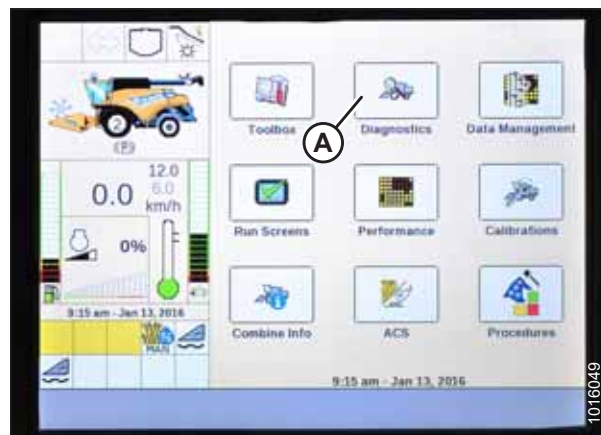 2
(P)
0.0
12.0
6.0
km/h
0%
9:15 am - Jan 13, 2016
MAN
Toolbox
Diagnostics
Data Management
A
Run Screens
Performance
Calibrations
Combine Info
ACS
Procedures
9:15 am - Jan 13, 2016
1016049